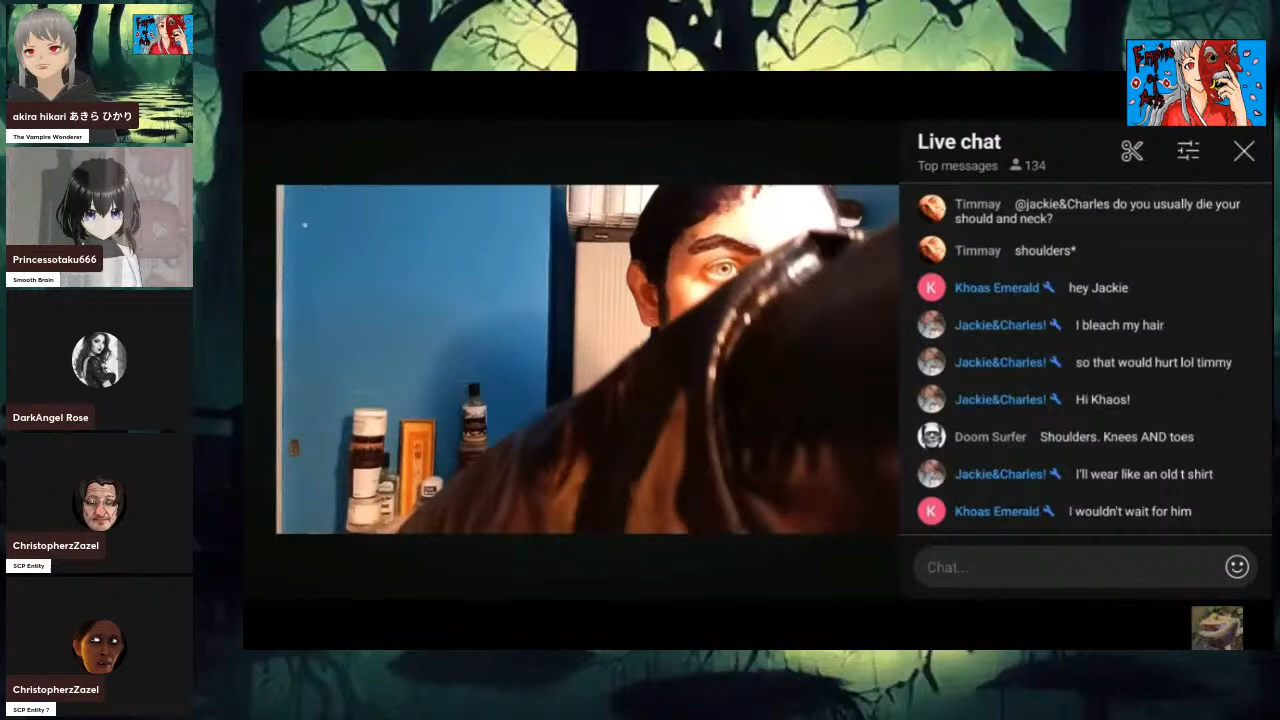 akira hikari あきら ひかり
The Vampire Wonderer
Princessotaku666
Smooth Brain
DarkAngel Rose
ChristopherzZazel
SCP Entity
ChristopherzZazel
SCP Entity ?
Empire
of
Arts
Live chat
Top messages 134
Timmay @jackie&Charles do you usually die your
should and neck?
Timmay shoulders*
K Khoas Emerald hey Jackie
Jackie&Charles! I bleach my hair
Jackie&Charles! so that would hurt lol timmy
Jackie&Charles! Hi Khaos!
Doom Surfer Shoulders. Knees AND toes
Jackie&Charles! I'll wear like an old t shirt
K Khoas Emerald I wouldn't wait for him
Chat...